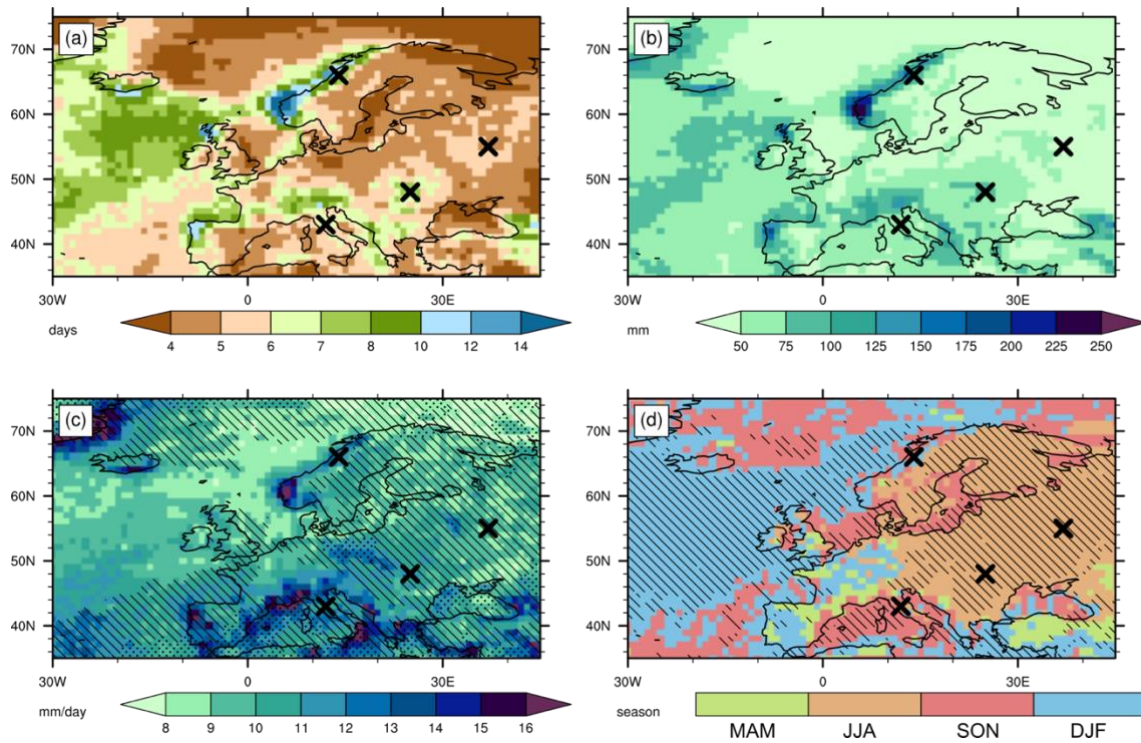 (a)
70N
60N
50N
40N
30W 0 30E
days 4 5 6 7 8 10 12 14
(b)
70N
60N
50N
40N
30W 0 30E
mm 50 75 100 125 140 150 175 186 200 225 250
(c)
70N
60N
50N
40N
30W 0 30E
mm/day 8 9 10 11 12 13 14 15 16
(d)
70N
60N
50N
40N
30W 0 30E
season MAM JJA SON DJF